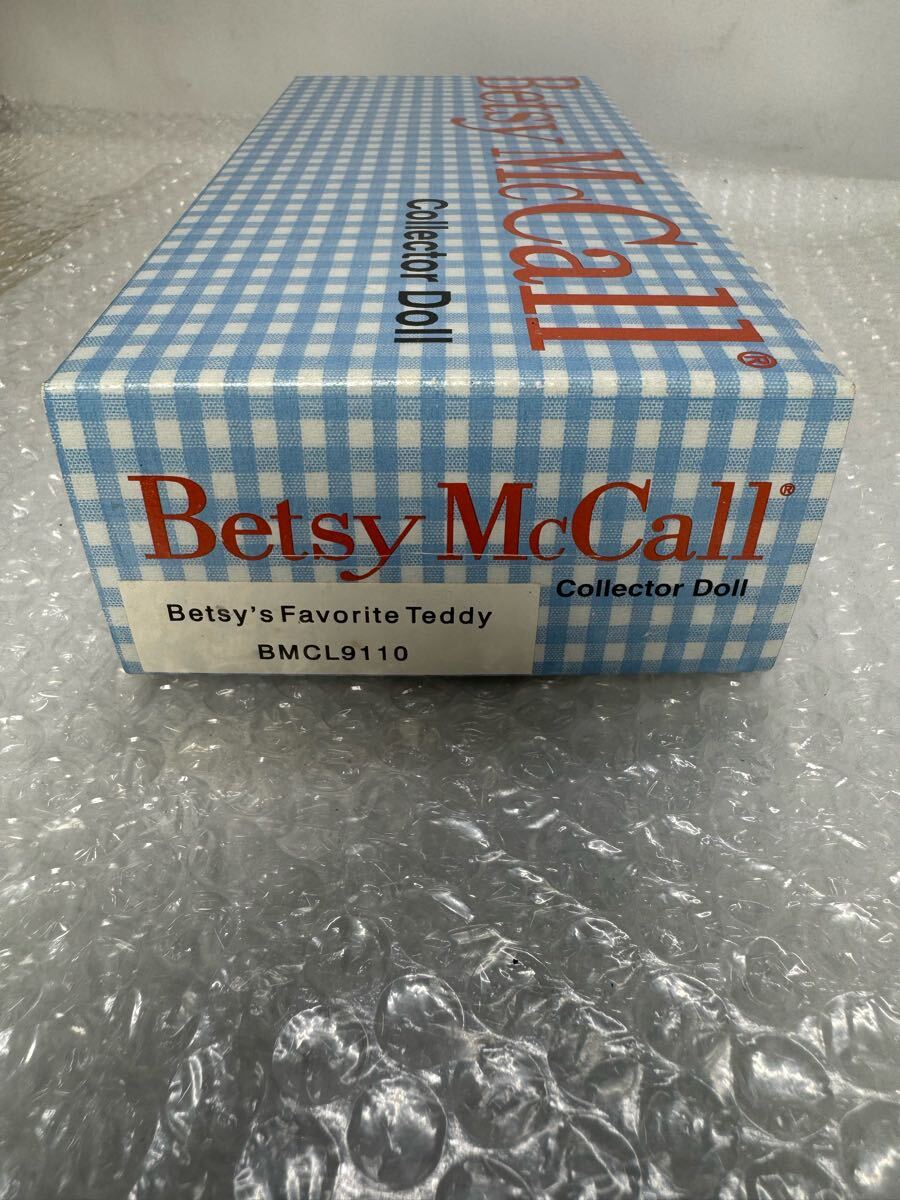 Betsy McCall®
Collector Doll
Betsy McCall®
Collector Doll
Betsy's Favorite Teddy
BMCL9110